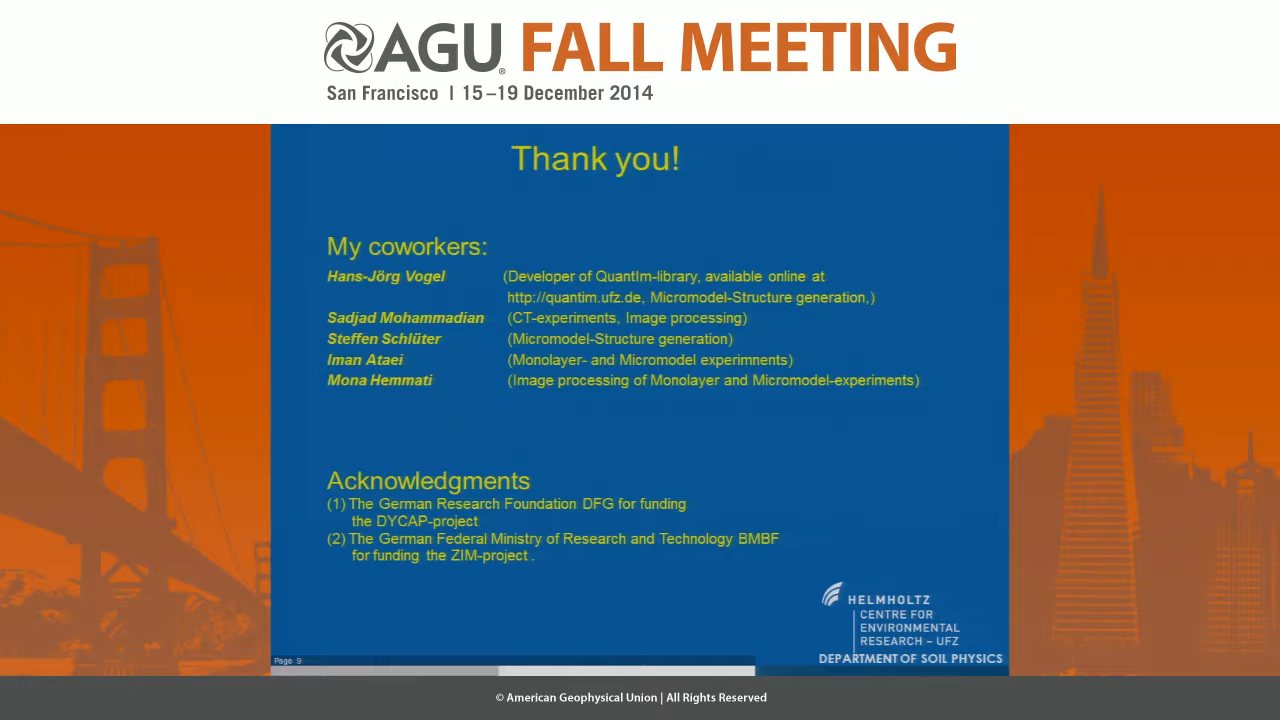 AGU® FALL MEETING
San Francisco | 15–19 December 2014
Thank you!
My coworkers:
Hans-Jörg Vogel (Developer of QuantIm-library, available online at
http://quantim.ufz.de, Micromodel-Structure generation,)
Sadjad Mohammadian (CT-experiments, Image processing)
Steffen Schlüter (Micromodel-Structure generation)
Iman Ataei (Monolayer- and Micromodel experimnents)
Mona Hemmati (Image processing of Monolayer and Micromodel-experiments)
Acknowledgments
(1) The German Research Foundation DFG for funding
the DYCAP-project
(2) The German Federal Ministry of Research and Technology BMBF
for funding the ZIM-project .
HELMHOLTZ
CENTRE FOR
ENVIRONMENTAL
RESEARCH – UFZ
DEPARTMENT OF SOIL PHYSICS
Page 9
© American Geophysical Union | All Rights Reserved